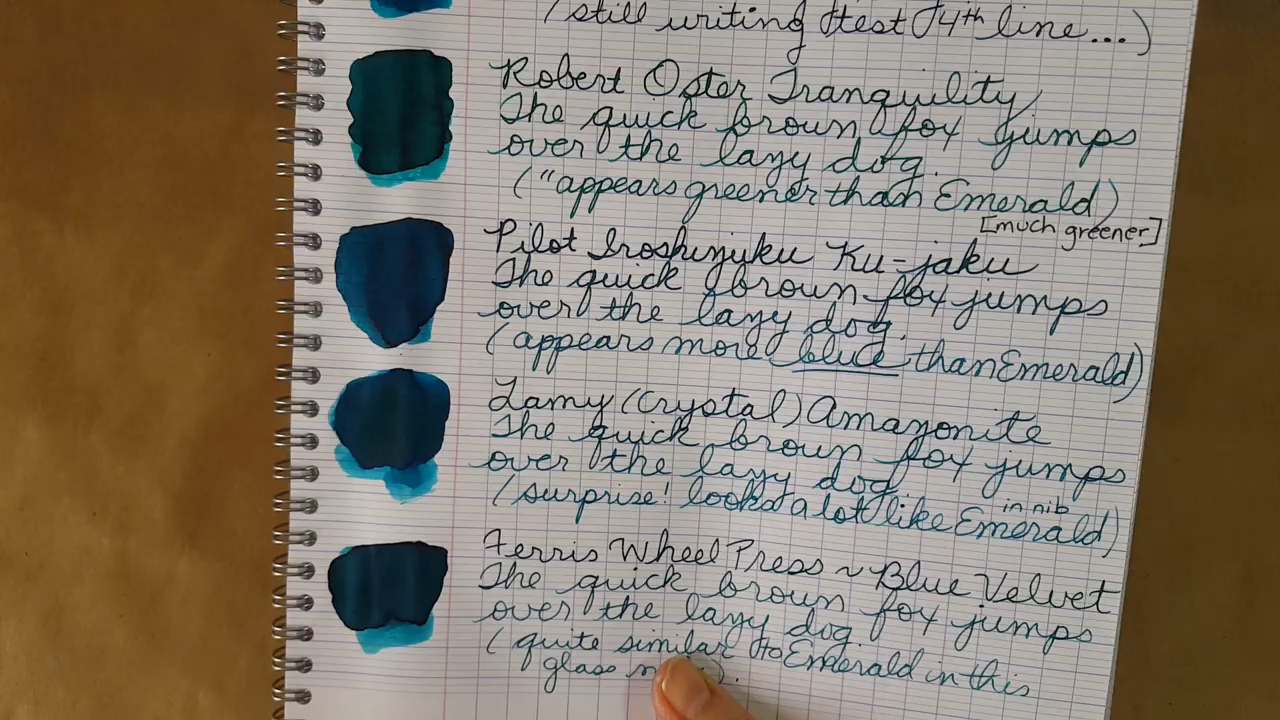 (still writing test 4th line...)
Robert Oster Tranquility
The quick brown fox jumps
over the lazy dog.
("appears greener than Emerald)
[much greener]
Pilot Iroshizuku Ku-jaku
The quick brown fox jumps
over the lazy dog.
(appears more blue than Emerald)
Lamy (Crystal) Amazonite
The quick brown fox jumps
over the lazy dog
in nib
(surprise! looks a lot like Emerald)
Ferris Wheel Press ~ Blue Velvet
The quick brown fox jumps
over the lazy dog.
(quite similar to Emerald in this
glass